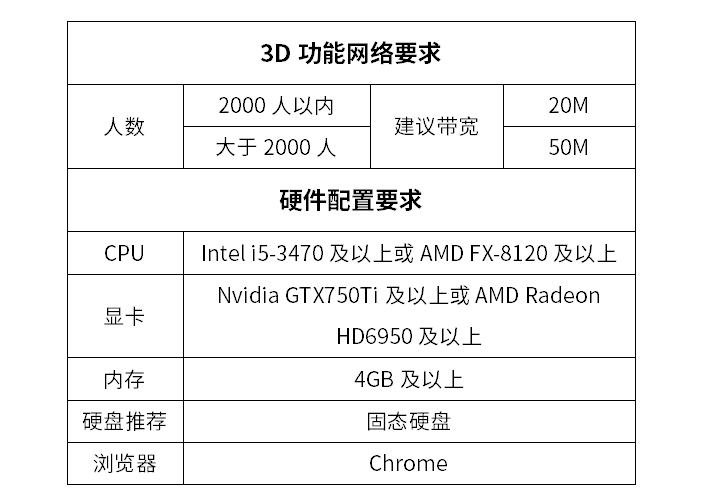 3D 功能网络要求
人数
2000 人以内
建议带宽
20M
大于 2000 人
50M
硬件配置要求
CPU
Intel i5-3470 及以上或 AMD FX-8120 及以上
显卡
Nvidia GTX750Ti 及以上或 AMD Radeon
HD6950 及以上
内存
4GB 及以上
硬盘推荐
固态硬盘
浏览器
Chrome